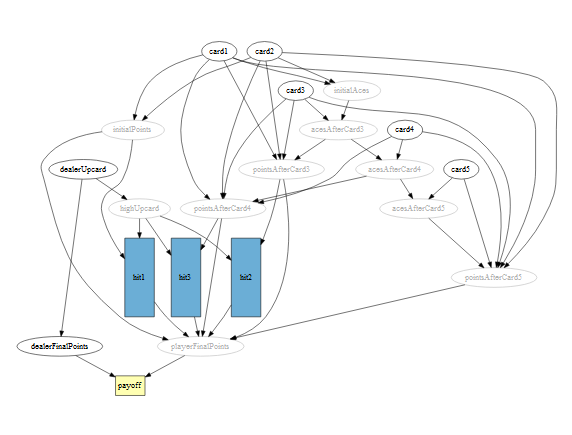 card1
card2
card3
initialAces
initialPoints
acesAfterCard3
card4
dealerUpcard
pointsAfterCard3
acesAfterCard4
card5
highUpcard
pointsAfterCard4
acesAfterCard5
hit1
hit3
hit2
pointsAfterCard5
dealerFinalPoints
playerFinalPoints
payoff